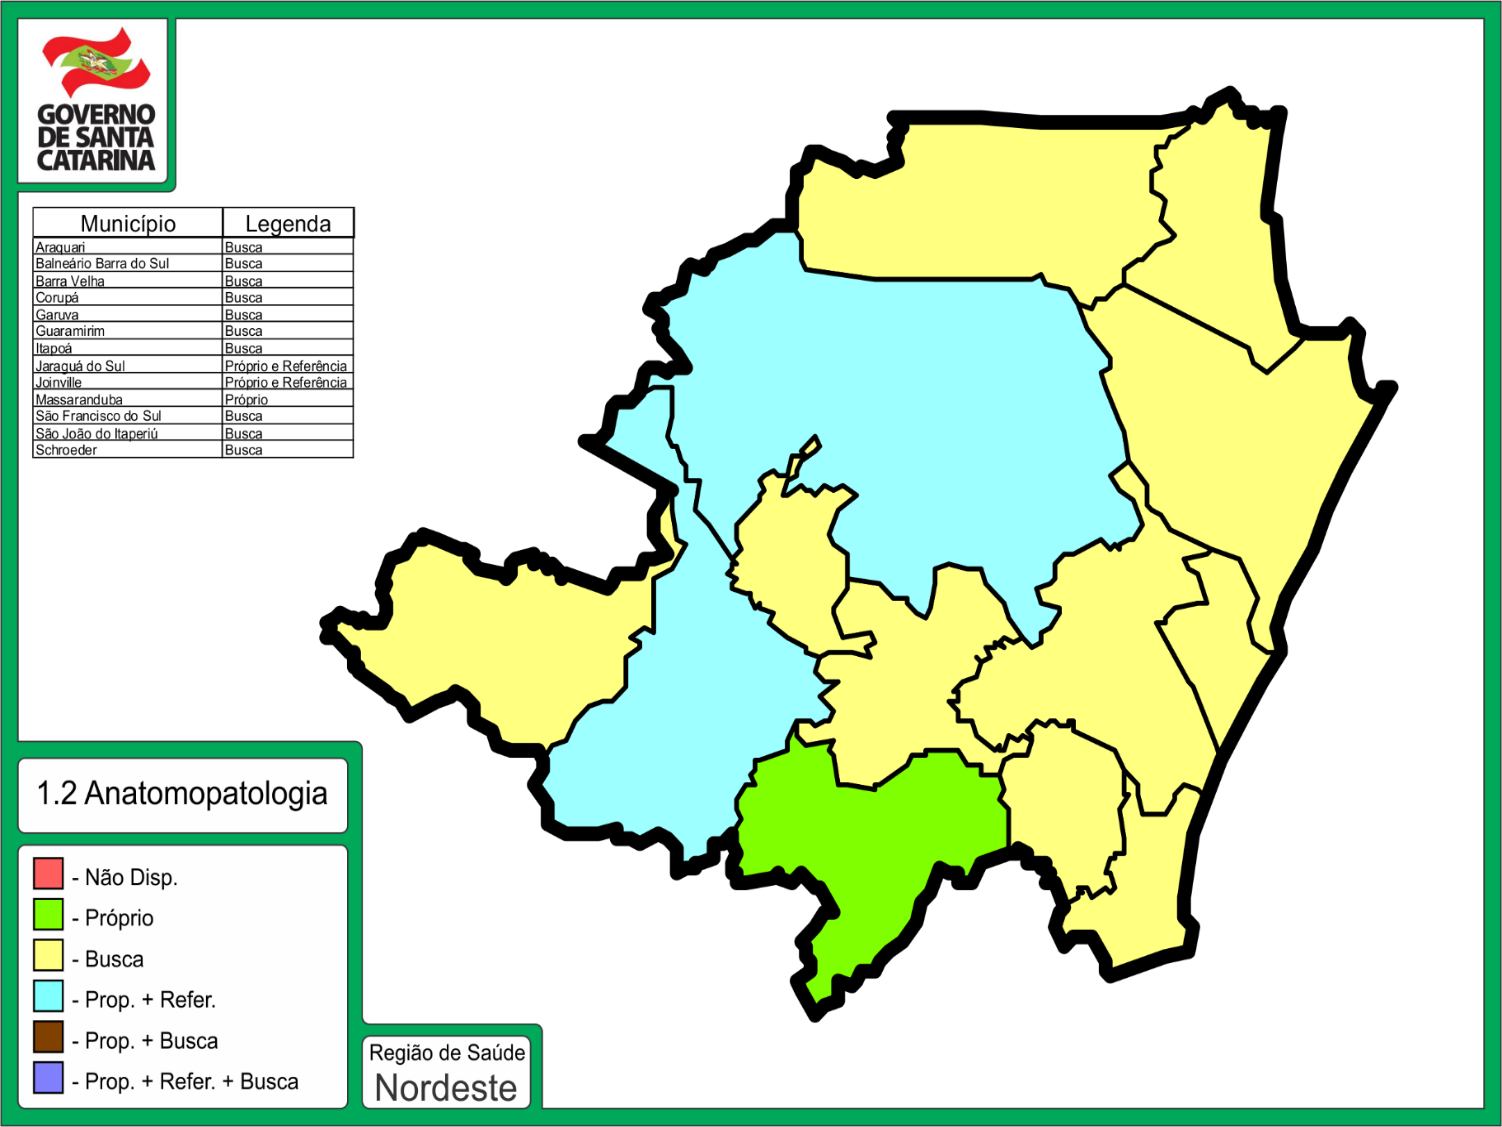 GOVERNO
DE SANTA
CATARINA
Município Legenda
Araquari Busca
Balneário Barra do Sul Busca
Barra Velha Busca
Corupá Busca
Garuva Busca
Guaramirim Busca
Itapoá Busca
Jaraguá do Sul Próprio e Referência
Joinville Próprio e Referência
Massaranduba Próprio
São Francisco do Sul Busca
São João do Itaperiú Busca
Schroeder Busca
1.2 Anatomopatologia
- Não Disp.
- Próprio
- Busca
- Prop. + Refer.
- Prop. + Busca
- Prop. + Refer. + Busca
Região de Saúde
Nordeste